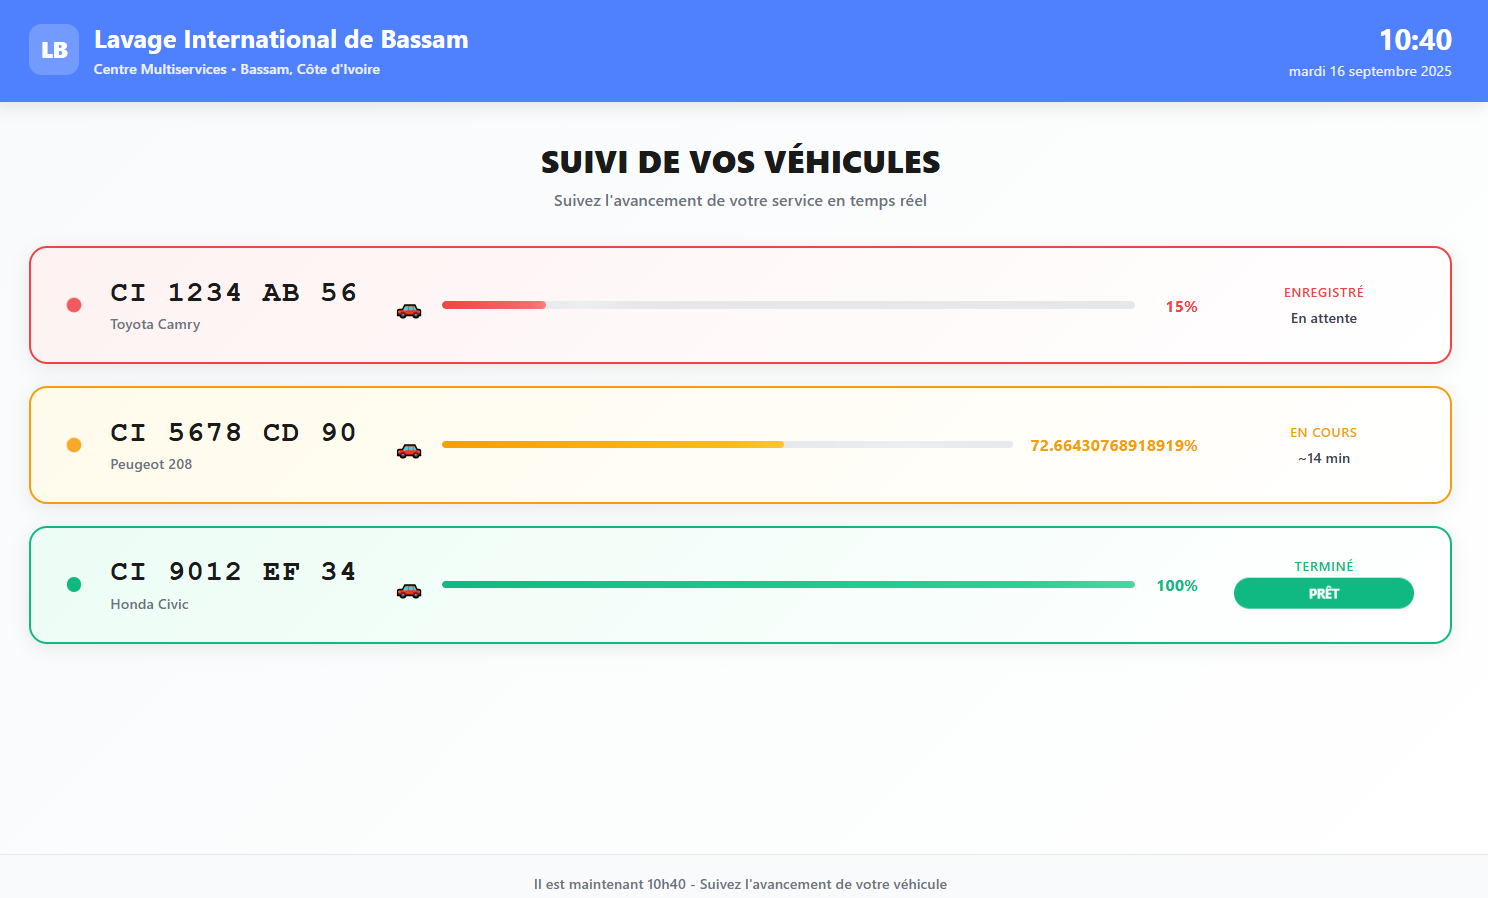 LB
Lavage International de Bassam
Centre Multiservices • Bassam, Côte d'Ivoire
10:40
mardi 16 septembre 2025
SUIVI DE VOS VÉHICULES
Suivez l'avancement de votre service en temps réel
CI 1234 AB 56
Toyota Camry
15%
ENREGISTRÉ
En attente
CI 5678 CD 90
Peugeot 208
72.66430768918919%
EN COURS
~14 min
CI 9012 EF 34
Honda Civic
100%
TERMINÉ
PRÊT
Il est maintenant 10h40 - Suivez l'avancement de votre véhicule